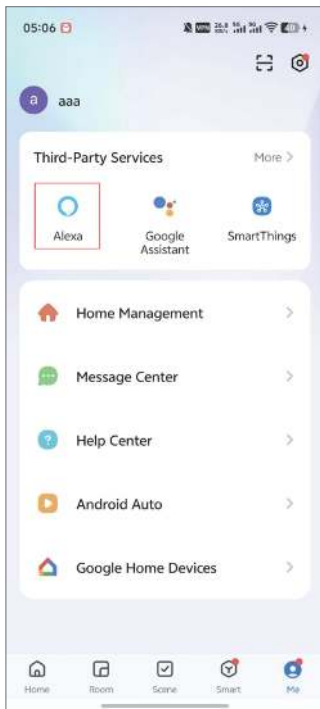 05:06
a
aaa
Third-Party Services
More >
Alexa
Google
Assistant
SmartThings
Home Management
Message Center
Help Center
Android Auto
Google Home Devices
Home
Room
Scene
Smart
Me